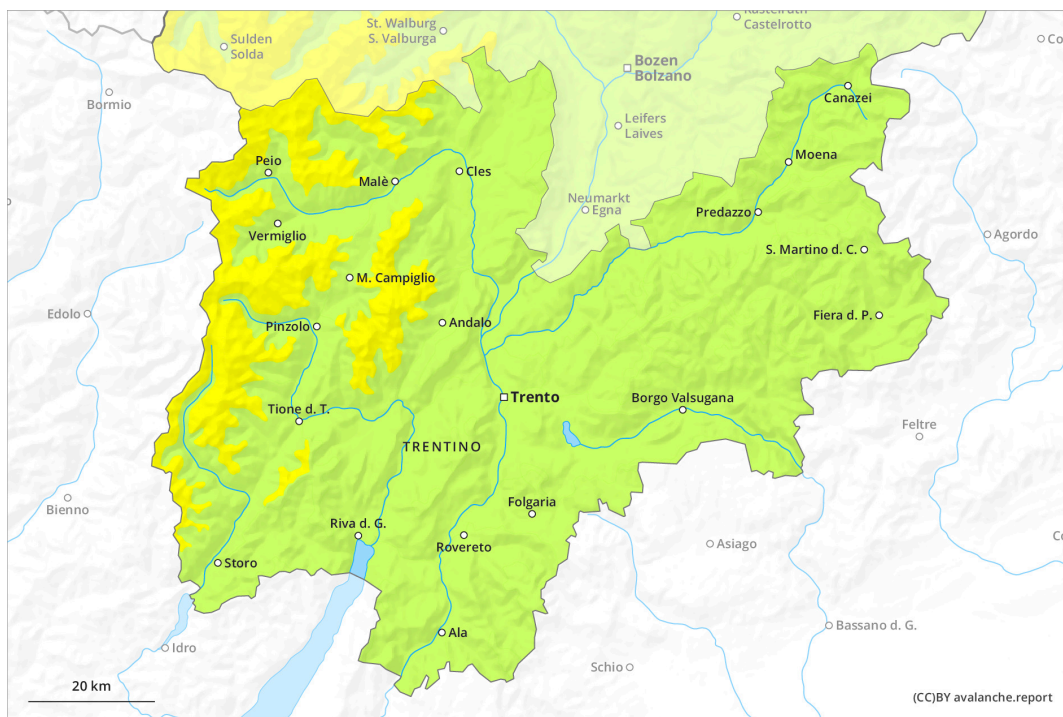 St. Walburg
S. Valburga
Kastelruth
Castelrotto
Sulden
Solda
Bozen
Bolzano
Bormio
Canazei
Leifers
Laives
Moena
Peio
Malè
Cles
Neumarkt
Egna
Predazzo
Vermiglio
Agordo
S. Martino d. C.
M. Campiglio
Edolo
Pinzolo
Andalo
Fiera d. P.
Trento
Borgo Valsugana
Tione d. T.
Feltre
TRENTINO
Bienno
Folgaria
Riva d. G.
Rovereto
Asiago
Storo
Ala
Bassano d. G.
Idro
Schio
20 km
(CC)BY avalanche.report